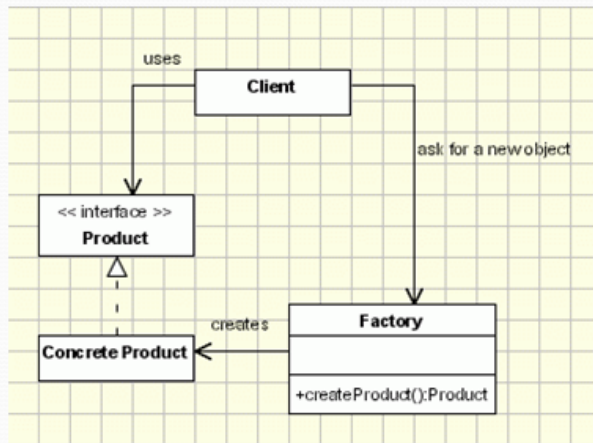 uses
Client
ask for a new object
<< interface >>
Product
creates
Factory
Concrete Product
+createProduct():Product